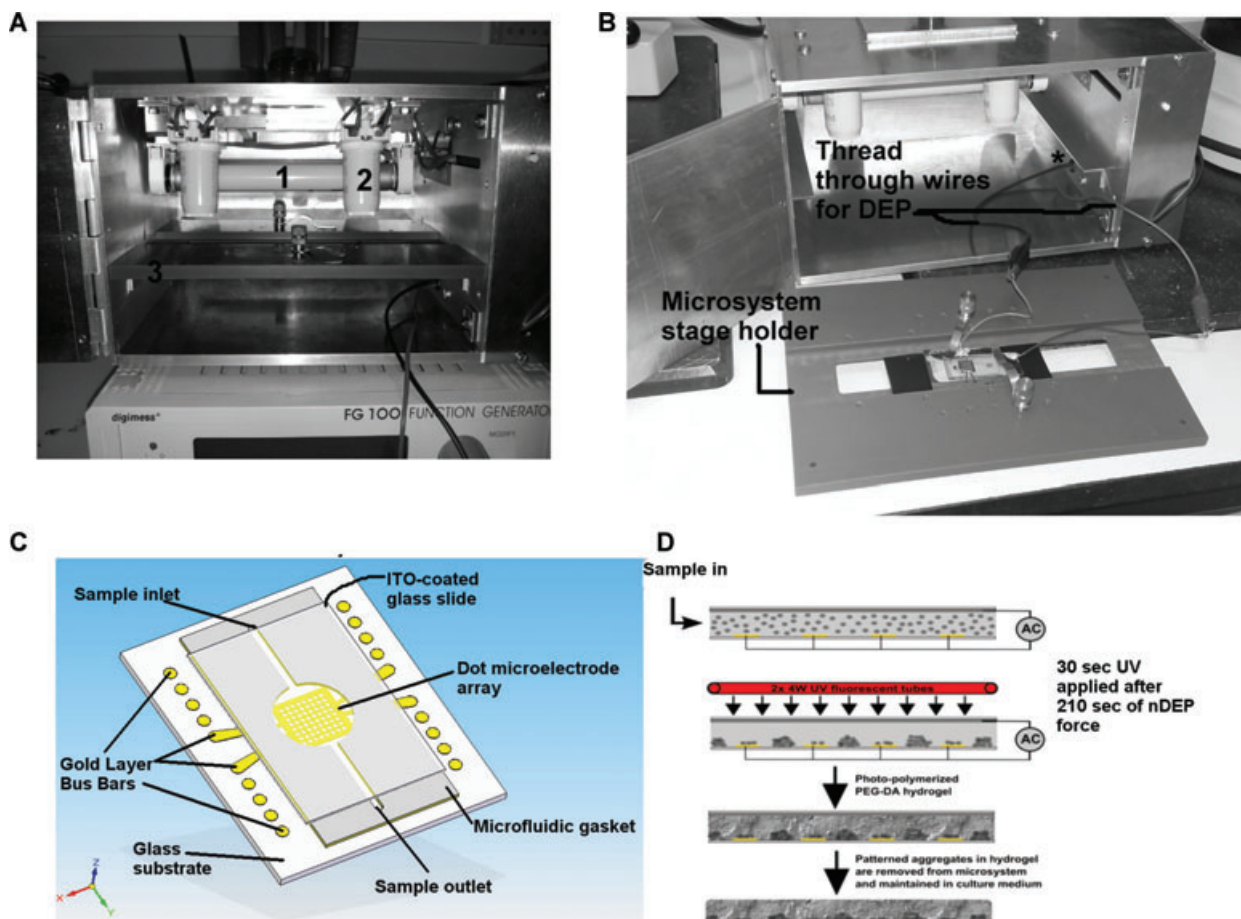 A
1
2
3
digimess®
FG 100 FUNCTION GENERATOR
MODIFY
B
Thread
through wires
for DEP
*
Microsystem
stage holder
C
Sample inlet
ITO-coated
glass slide
Dot microelectrode
array
Gold Layer
Bus Bars
Glass
substrate
Microfluidic gasket
Sample outlet
X
Y
Z
D
Sample in
AC
2x 4W UV fluorescent tubes
AC
30 sec UV
applied after
210 sec of nDEP
force
Photo-polymerized
PEG-DA hydrogel
Patterned aggregates in hydrogel
are removed from microsystem
and maintained in culture medium